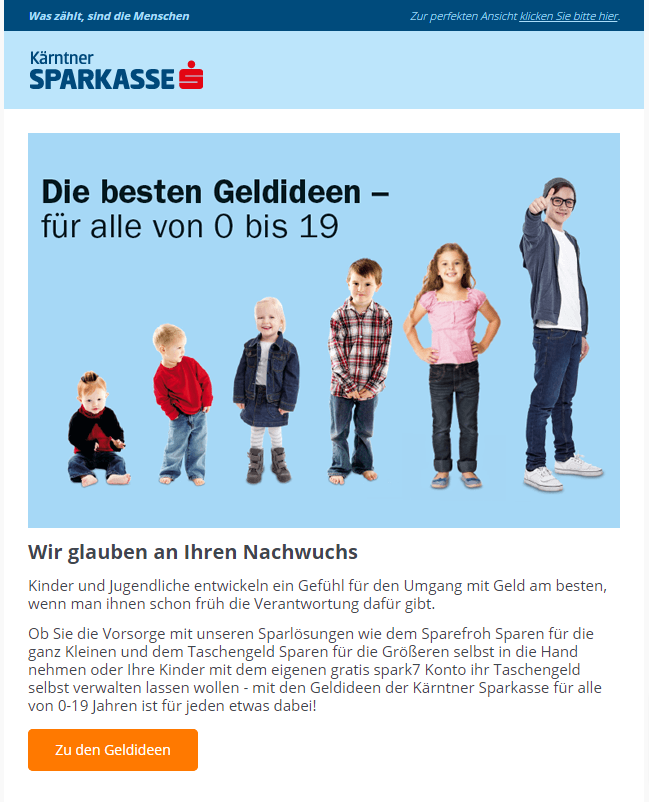 Was zählt, sind die Menschen
Zur perfekten Ansicht klicken Sie bitte hier.
Kärntner
SPARKASSE
Die besten Geldideen –
für alle von 0 bis 19
Wir glauben an Ihren Nachwuchs
Kinder und Jugendliche entwickeln ein Gefühl für den Umgang mit Geld am besten,
wenn man ihnen schon früh die Verantwortung dafür gibt.
Ob Sie die Vorsorge mit unseren Sparlösungen wie dem Sparefroh Sparen für die
ganz Kleinen und dem Taschengeld Sparen für die Größeren selbst in die Hand
nehmen oder Ihre Kinder mit dem eigenen gratis spark7 Konto ihr Taschengeld
selbst verwalten lassen wollen - mit den Geldideen der Kärntner Sparkasse für alle
von 0-19 Jahren ist für jeden etwas dabei!
Zu den Geldideen